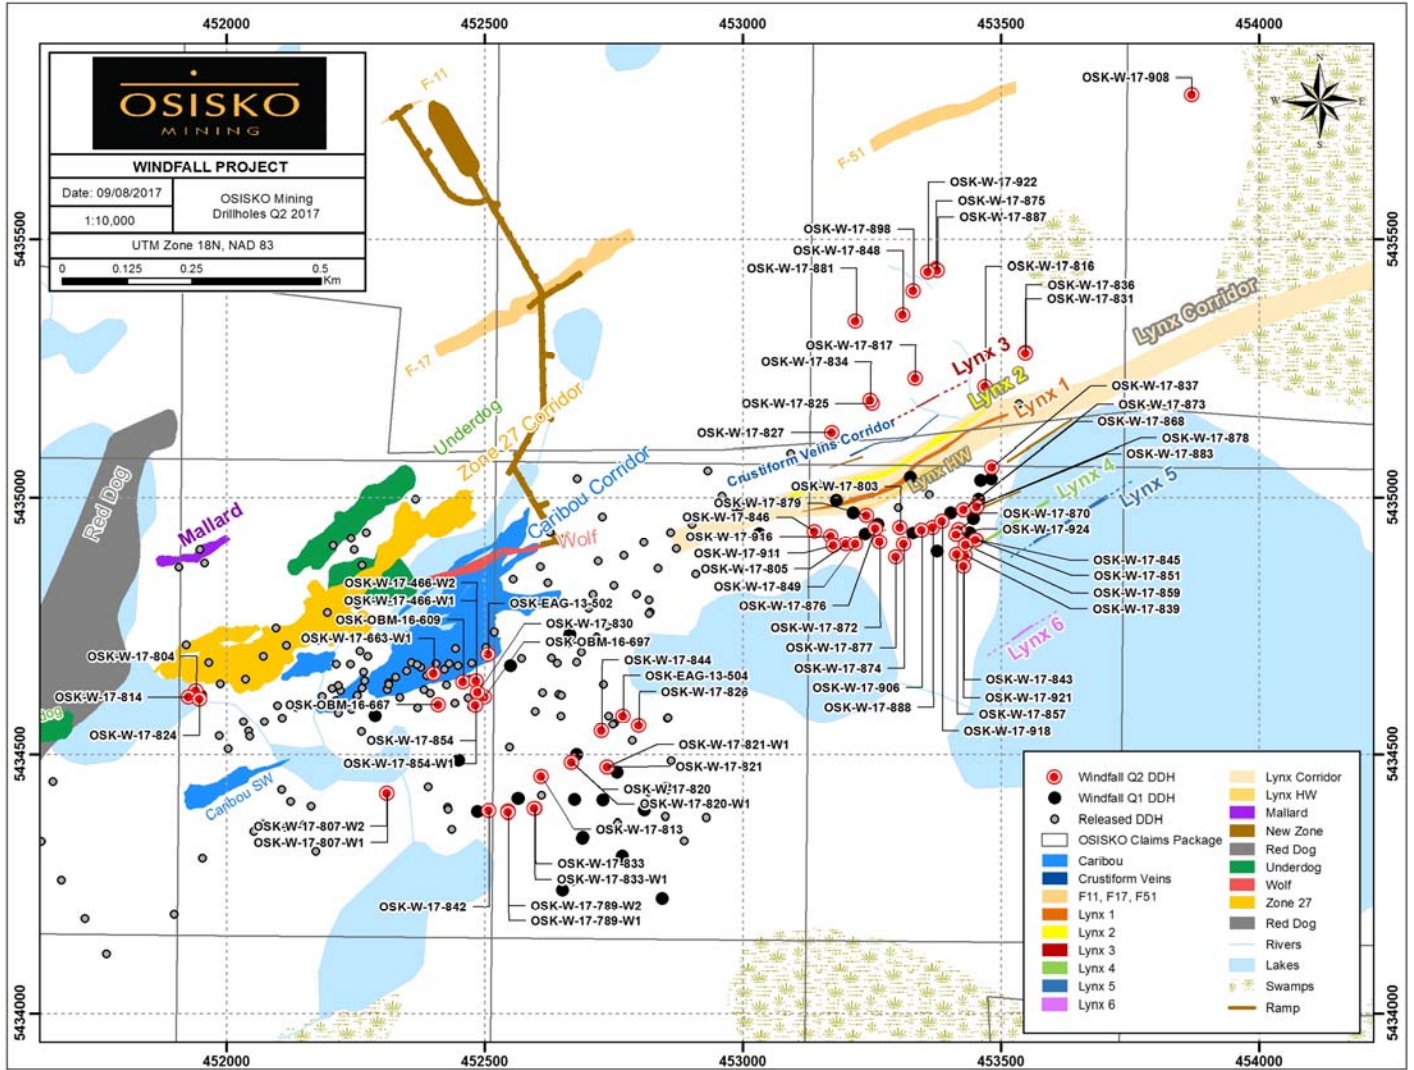 452000
452500
453000
453500
454000
OSISKO
MINING
WINDFALL PROJECT
Date: 09/08/2017
1:10,000
OSISKO Mining
Drillholes Q2 2017
UTM Zone 18N, NAD 83
0 0.125 0.25 0.5
Km
N
W E
S
5435500
5435500
5435000
5435000
5434500
5434500
5434000
5434000
F-11
F-51
F-17
OSK-W-17-908
OSK-W-17-922
OSK-W-17-875
OSK-W-17-887
OSK-W-17-898
OSK-W-17-848
OSK-W-17-881
OSK-W-17-816
OSK-W-17-836
OSK-W-17-831
OSK-W-17-817
OSK-W-17-834
OSK-W-17-825
OSK-W-17-827
Lynx Corridor
Lynx 3
Lynx 2
Lynx 1
Crustiform Veins Corridor
Lynx HW
OSK-W-17-837
OSK-W-17-873
OSK-W-17-868
OSK-W-17-878
OSK-W-17-883
Lynx 4
Lynx 5
Lynx 6
Underdog
Zone 27 Corridor
Caribou Corridor
Wolf
Mallard
Red Dog
dog
Caribou SW
OSK-W-17-803
OSK-W-17-879
OSK-W-17-846
OSK-W-17-916
OSK-W-17-911
OSK-W-17-805
OSK-W-17-849
OSK-W-17-876
OSK-W-17-872
OSK-W-17-877
OSK-W-17-874
OSK-W-17-906
OSK-W-17-888
OSK-W-17-870
OSK-W-17-924
OSK-W-17-845
OSK-W-17-851
OSK-W-17-859
OSK-W-17-839
OSK-W-17-843
OSK-W-17-921
OSK-W-17-857
OSK-W-17-918
OSK-W-17-466-W2
OSK-W-17-466-W1
OSK-OBM-16-609
OSK-W-17-663-W1
OSK-EAG-13-502
OSK-W-17-830
OSK-OBM-16-697
OSK-W-17-844
OSK-EAG-13-504
OSK-W-17-826
OSK-W-17-804
OSK-W-17-814
OSK-W-17-824
OSK-OBM-16-667
OSK-W-17-854
OSK-W-17-854-W1
OSK-W-17-821-W1
OSK-W-17-821
OSK-W-17-820
OSK-W-17-820-W1
OSK-W-17-813
OSK-W-17-807-W2
OSK-W-17-807-W1
OSK-W-17-833
OSK-W-17-833-W1
OSK-W-17-842
OSK-W-17-789-W2
OSK-W-17-789-W1
Windfall Q2 DDH
Windfall Q1 DDH
Released DDH
OSISKO Claims Package
Caribou
Crustiform Veins
F11, F17, F51
Lynx 1
Lynx 2
Lynx 3
Lynx 4
Lynx 5
Lynx 6
Lynx Corridor
Lynx HW
Mallard
New Zone
Red Dog
Underdog
Wolf
Zone 27
Red Dog
Rivers
Lakes
Swamps
Ramp
452000
452500
453000
453500
454000